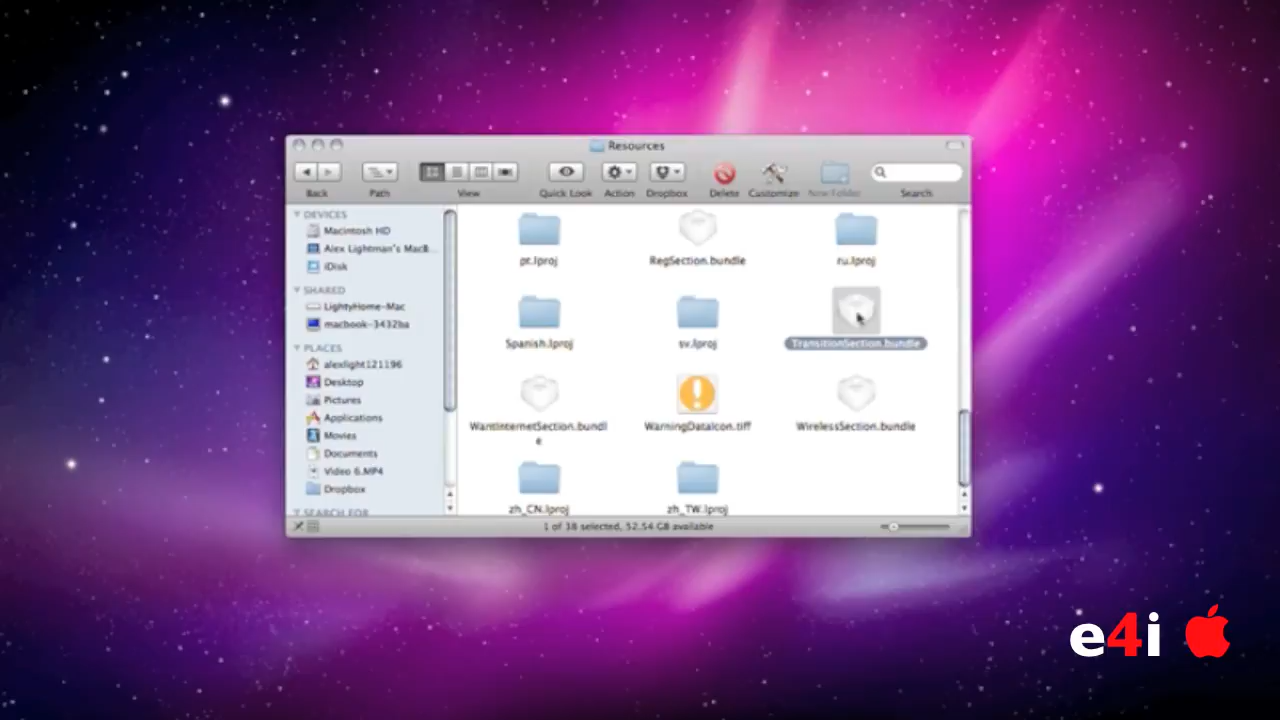 Resources
Back
Path
View
Quick Look
Action
Dropbox
Delete
Customize
New Folder
Search
DEVICES
Macintosh HD
Alex Lightman's MacB...
iDisk
SHARED
LightyHome-Mac
macbook-3432ba
PLACES
alexlight121196
Desktop
Pictures
Applications
Movies
Documents
Video 6.MP4
Dropbox
SEARCH FOR
pt.lproj
RegSection.bundle
ru.lproj
Spanish.lproj
sv.lproj
TransitionSection.bundle
WantInternetSection.bundl
e
WarningDataIcon.tiff
WirelessSection.bundle
zh_CN.lproj
zh_TW.lproj
1 of 38 selected, 52.54 GB available
e4i